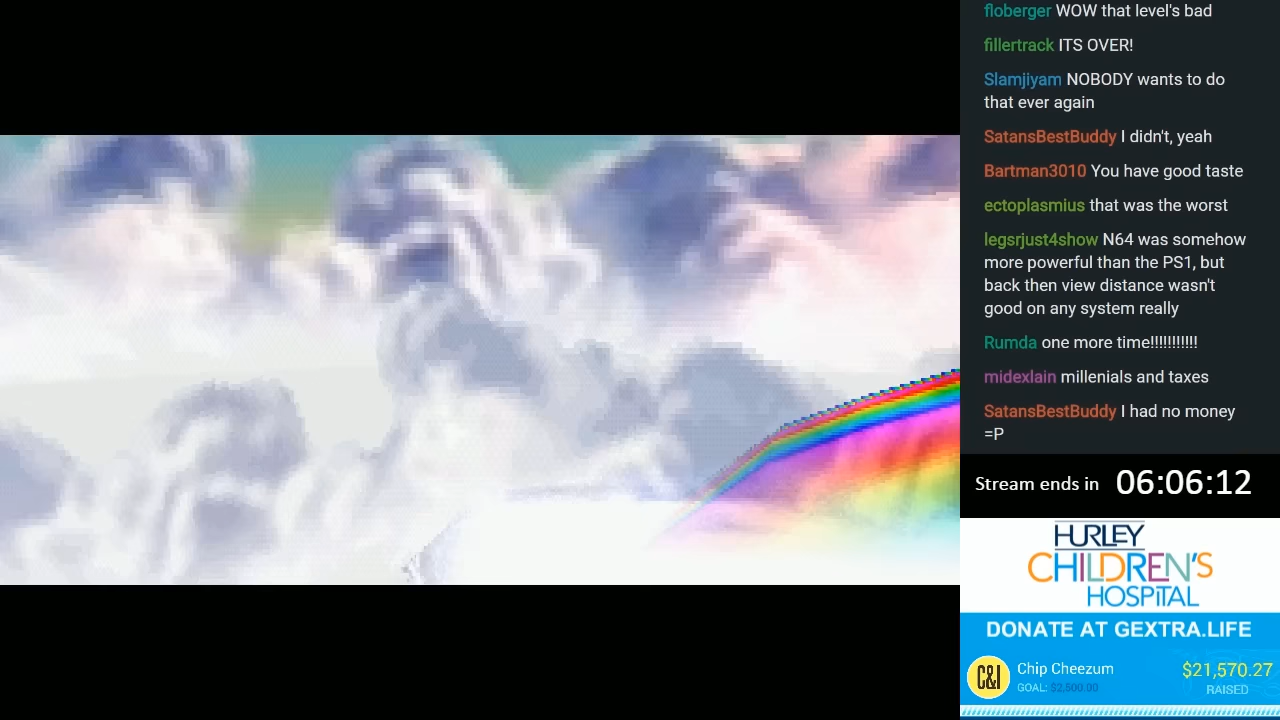 floberger WOW that level's bad
fillertrack ITS OVER!
Slamjiyam NOBODY wants to do
that ever again
SatansBestBuddy I didn't, yeah
Bartman3010 You have good taste
ectoplasmius that was the worst
legsrjust4show N64 was somehow
more powerful than the PS1, but
back then view distance wasn't
good on any system really
Rumda one more time!!!!!!!!!!!
midexlain millenials and taxes
SatansBestBuddy I had no money
=P
Stream ends in 06:06:12
HURLEY
CHILDREN'S
HOSPITAL
DONATE AT GEXTRA.LIFE
C&I
Chip Cheezum $21,570.27
GOAL: $2,500.00 RAISED